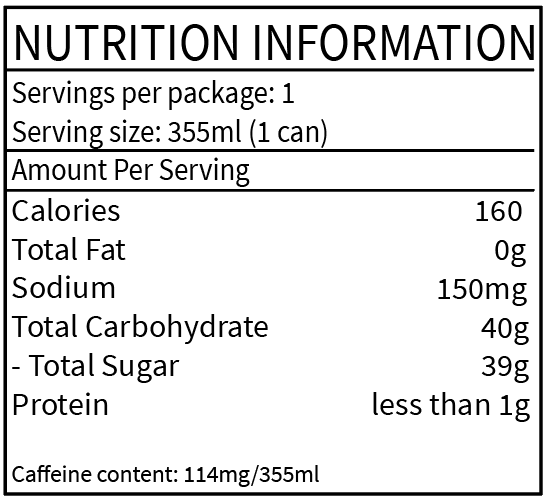 NUTRITION INFORMATION
Servings per package: 1
Serving size: 355ml (1 can)
Amount Per Serving
Calories 160
Total Fat 0g
Sodium 150mg
Total Carbohydrate 40g
- Total Sugar 39g
Protein less than 1g
Caffeine content: 114mg/355ml